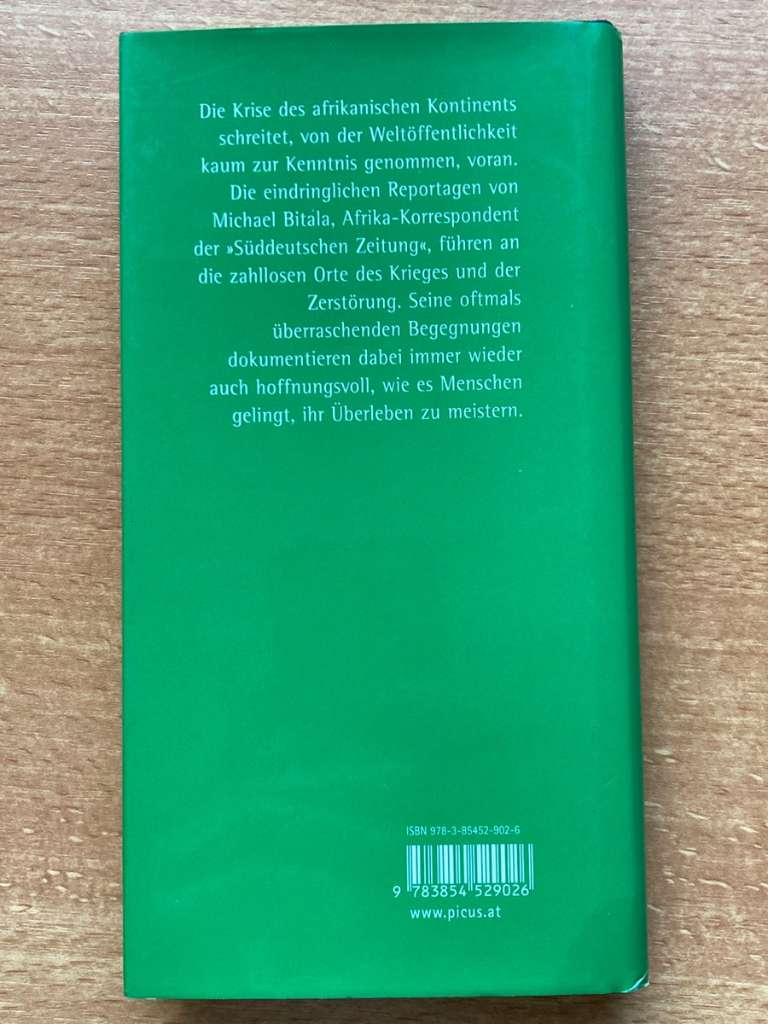 Die Krise des afrikanischen Kontinents
schreitet, von der Weltöffentlichkeit
kaum zur Kenntnis genommen, voran.
Die eindringlichen Reportagen von
Michael Bitala, Afrika-Korrespondent
der »Süddeutschen Zeitung«, führen an
die zahllosen Orte des Krieges und der
Zerstörung. Seine oftmals
überraschenden Begegnungen
dokumentieren dabei immer wieder
auch hoffnungsvoll, wie es Menschen
gelingt, ihr Überleben zu meistern.
ISBN 978-3-85452-902-6
9 783854 529026
www.picus.at